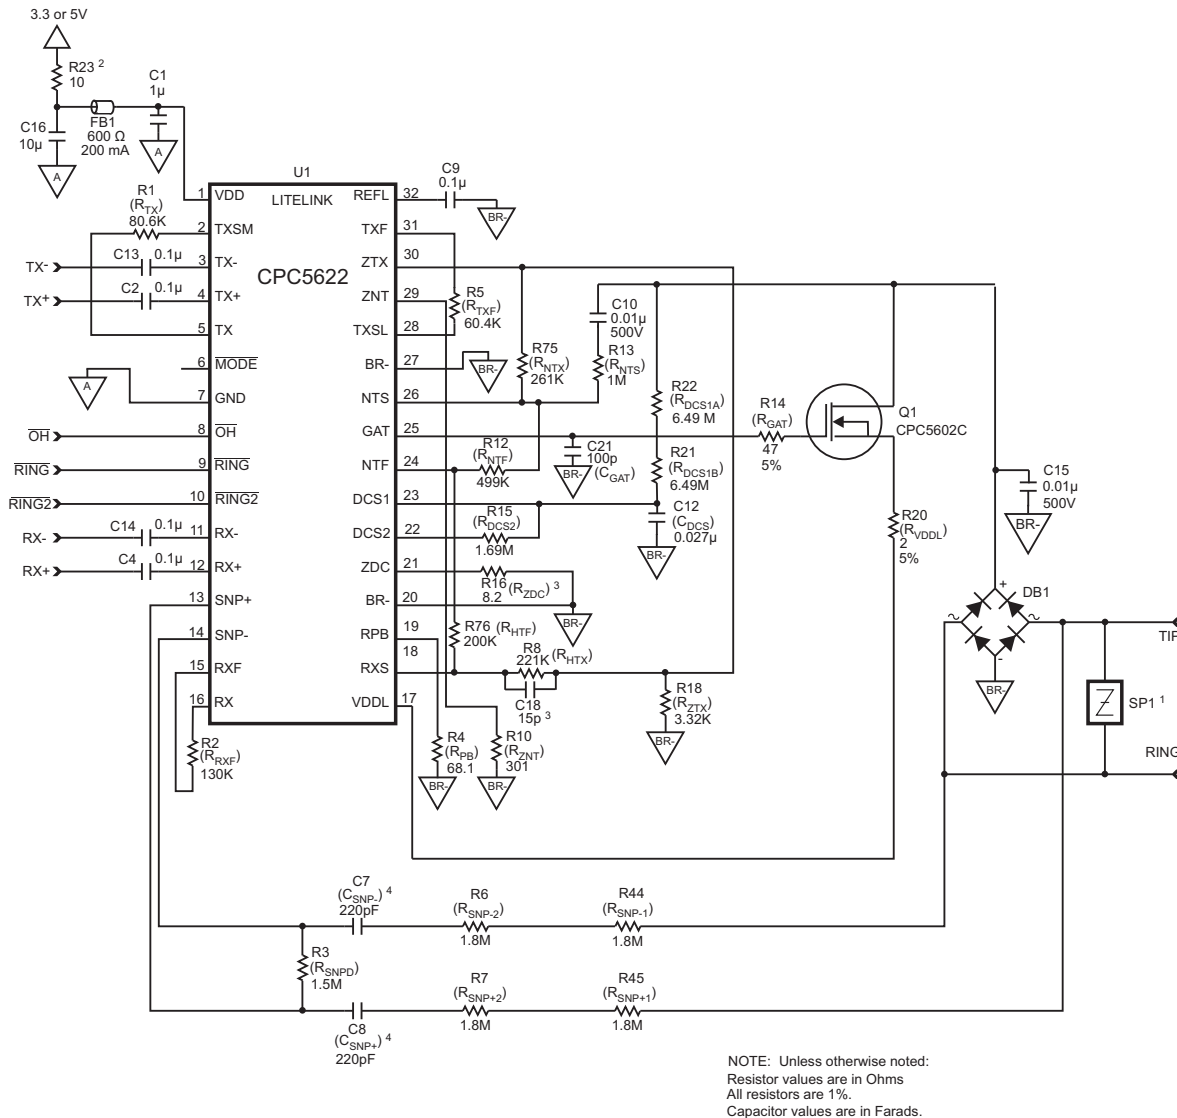 3.3 or 5V
R23 2
10
C1
1µ
C16
10µ
FB1
600 Ω
200 mA
A
A
U1
LITELINK
CPC5622
R1
(RTX)
80.6K
C13
0.1µ
TX-
C2
0.1µ
TX+
A
OH
RING
RING2
C14
0.1µ
RX-
C4
0.1µ
RX+
1
VDD
2
TXSM
3
TX-
4
TX+
5
TX
6
MODE
7
GND
8
OH
9
RING
10
RING2
11
RX-
12
RX+
13
SNP+
14
SNP-
15
RXF
16
RX
REFL
32
TXF
31
ZTX
30
ZNT
29
TXSL
28
BR-
27
NTS
26
GAT
25
NTF
24
DCS1
23
DCS2
22
ZDC
21
BR-
20
RPB
19
RXS
18
VDDL
17
R2
(RRXF)
130K
C9
0.1µ
BR-
R5
(RTXF)
60.4K
BR-
R75
(RNTX)
261K
C10
0.01µ
500V
R13
(RNTS)
1M
R22
(RDCS1A)
6.49 M
R14
(RGAT)
47
5%
Q1
CPC5602C
R12
(RNTF)
499K
C21
100p
(CGAT)
BR-
R21
(RDCS1B)
6.49M
R15
(RDCS2)
1.69M
C12
(CDCS)
0.027µ
BR-
R20
(RVDDL)
2
5%
C15
0.01µ
500V
BR-
R16 (RZDC) 3
8.2
BR-
R76 (RHTF)
200K
R8
221K (RHTX)
C18
15p 3
R18
(RZTX)
3.32K
BR-
R4
(RPB)
68.1
BR-
R10
(RZNT)
301
BR-
DB1
+
~
~
-
BR-
TIP
SP1 1
RING
C7
(CSNP-) 4
220pF
R6
(RSNP-2)
1.8M
R44
(RSNP-1)
1.8M
R3
(RSNPD)
1.5M
R7
(RSNP+2)
1.8M
R45
(RSNP+1)
1.8M
C8
(CSNP+) 4
220pF
NOTE: Unless otherwise noted:
Resistor values are in Ohms
All resistors are 1%.
Capacitor values are in Farads.